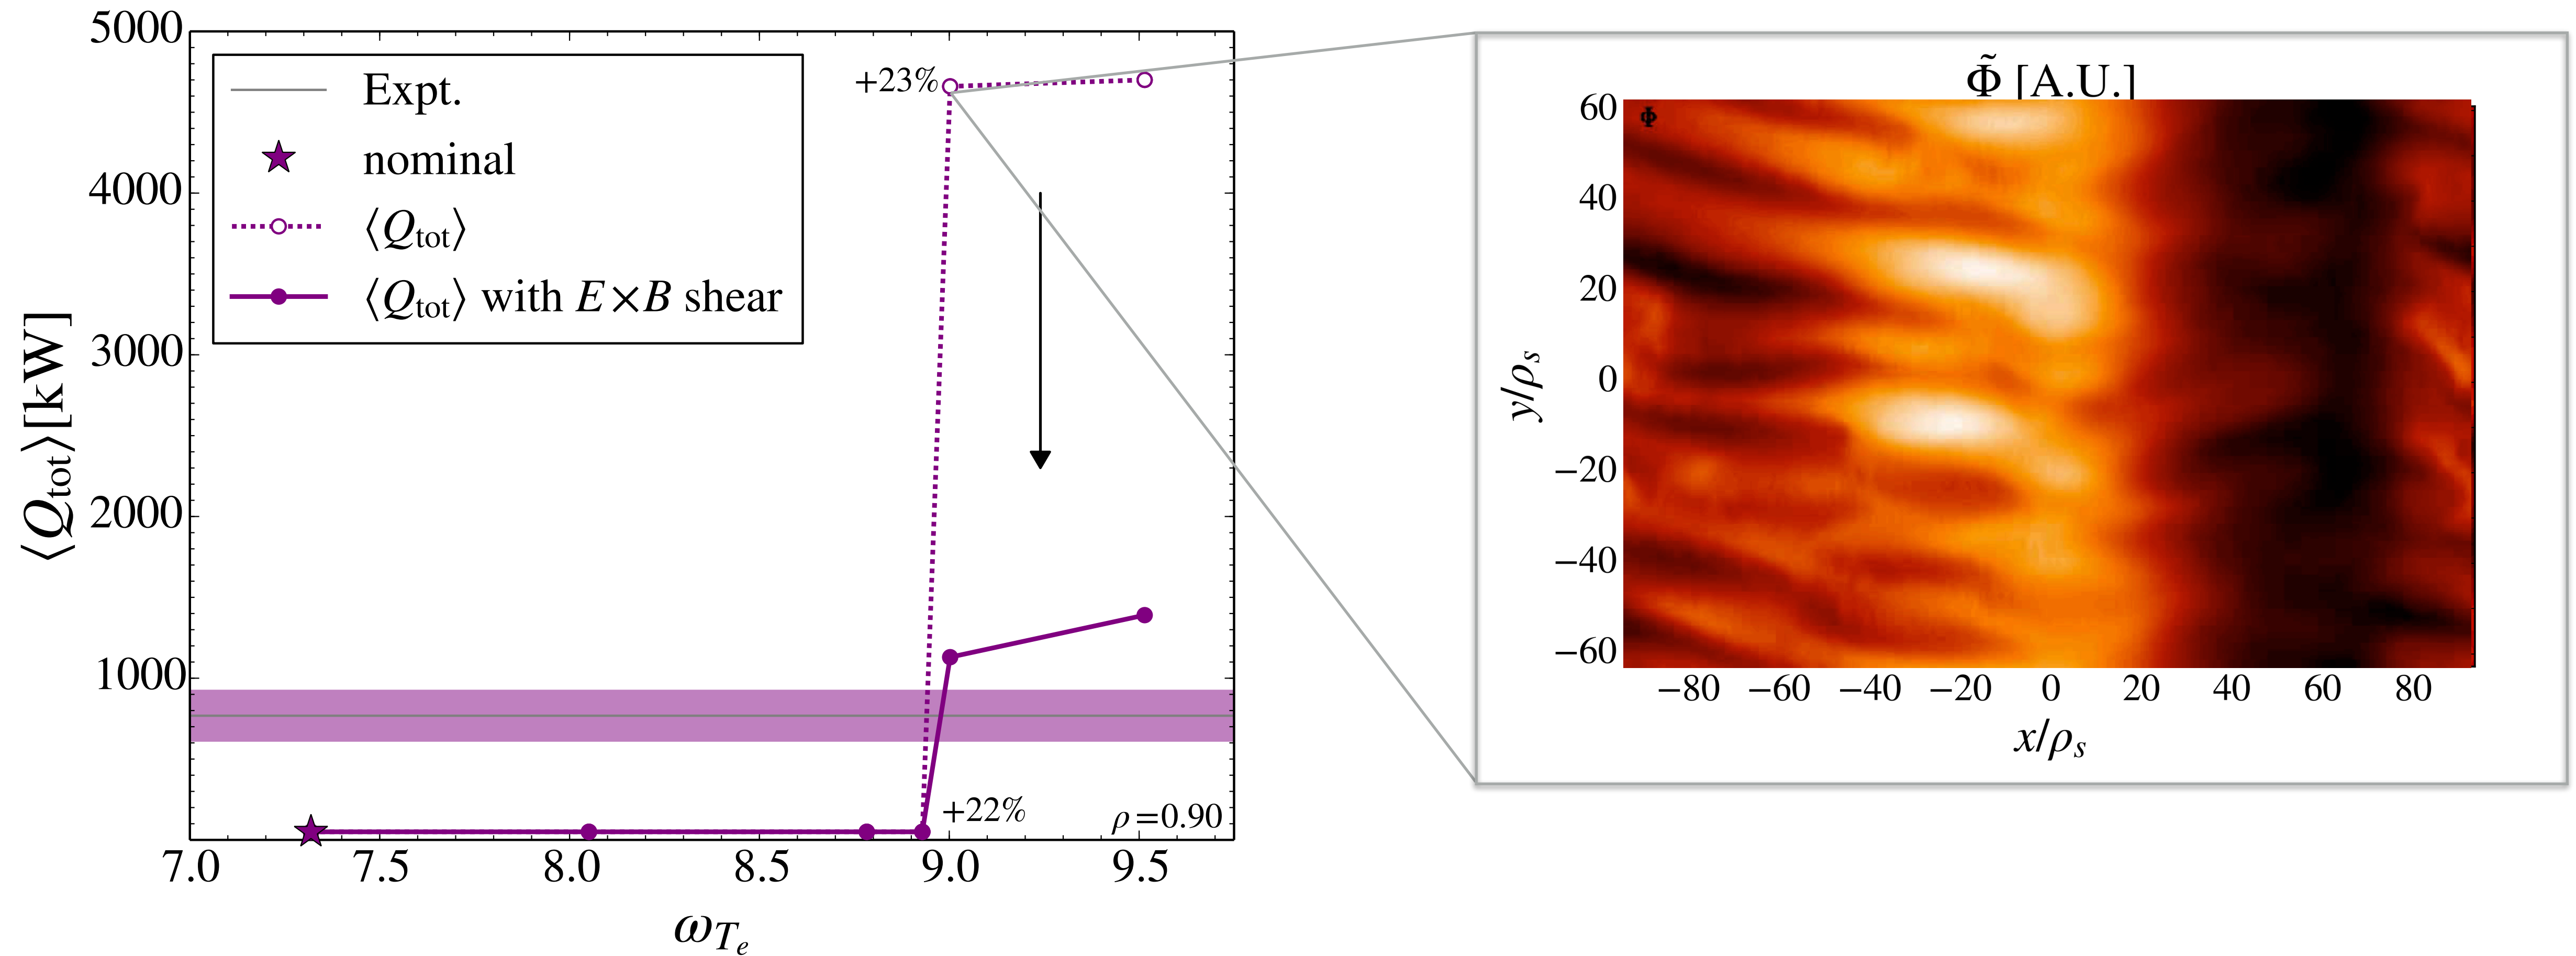 5000
4000
3000
2000
1000
⟨Q_tot⟩[kW]
Expt.
nominal
⟨Q_tot⟩
⟨Q_tot⟩ with E×B shear
+23%
+22%
ρ=0.90
7.0 7.5 8.0 8.5 9.0 9.5
ω_{T_e}
Φ̃ [A.U.]
Φ
60
40
20
0
−20
−40
−60
y/ρ_s
−80 −60 −40 −20 0 20 40 60 80
x/ρ_s